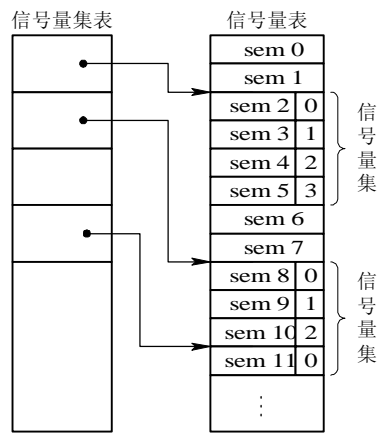 信号量集表
信号量表
sem 0
sem 1
sem 2 0
sem 3 1
sem 4 2
sem 5 3
信号量集
sem 6
sem 7
sem 8 0
sem 9 1
sem 10 2
sem 11 0
信号量集
⋮